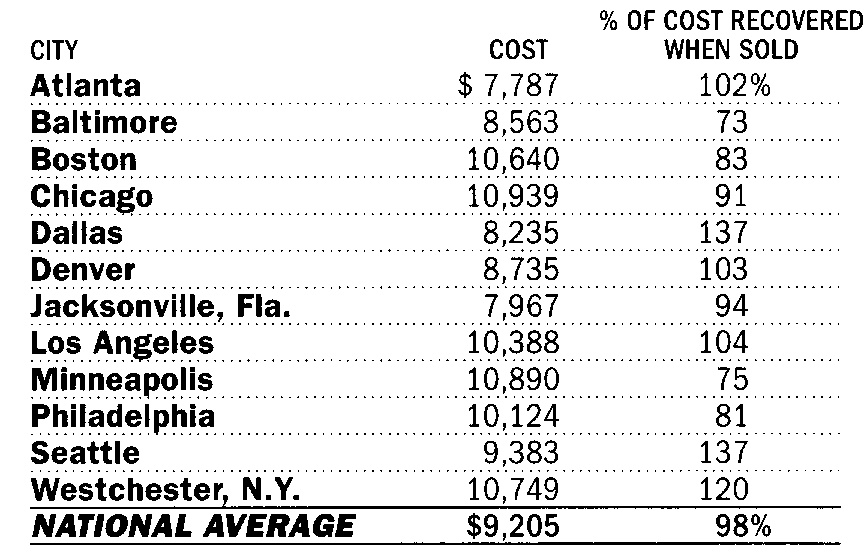 % OF COST RECOVERED
CITY COST WHEN SOLD
Atlanta $ 7,787 102%
Baltimore 8,563 73
Boston 10,640 83
Chicago 10,939 91
Dallas 8,235 137
Denver 8,735 103
Jacksonville, Fla. 7,967 94
Los Angeles 10,388 104
Minneapolis 10,890 75
Philadelphia 10,124 81
Seattle 9,383 137
Westchester, N.Y. 10,749 120
NATIONAL AVERAGE $9,205 98%